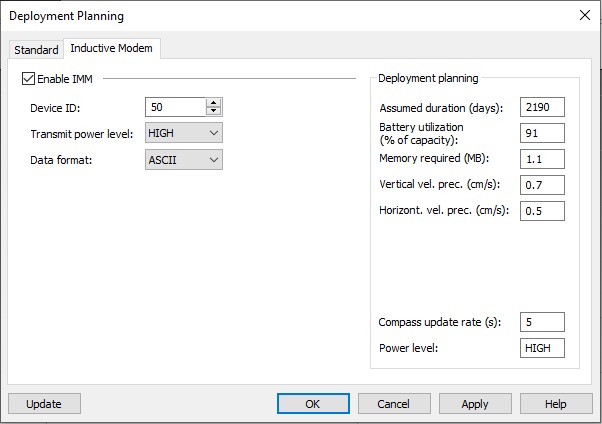 Deployment Planning
Standard
Inductive Modem
Enable IMM
Device ID: 50
Transmit power level: HIGH
Data format: ASCII
Deployment planning
Assumed duration (days): 2190
Battery utilization
(% of capacity): 91
Memory required (MB): 1.1
Vertical vel. prec. (cm/s): 0.7
Horizont. vel. prec. (cm/s): 0.5
Compass update rate (s): 5
Power level: HIGH
Update
OK
Cancel
Apply
Help